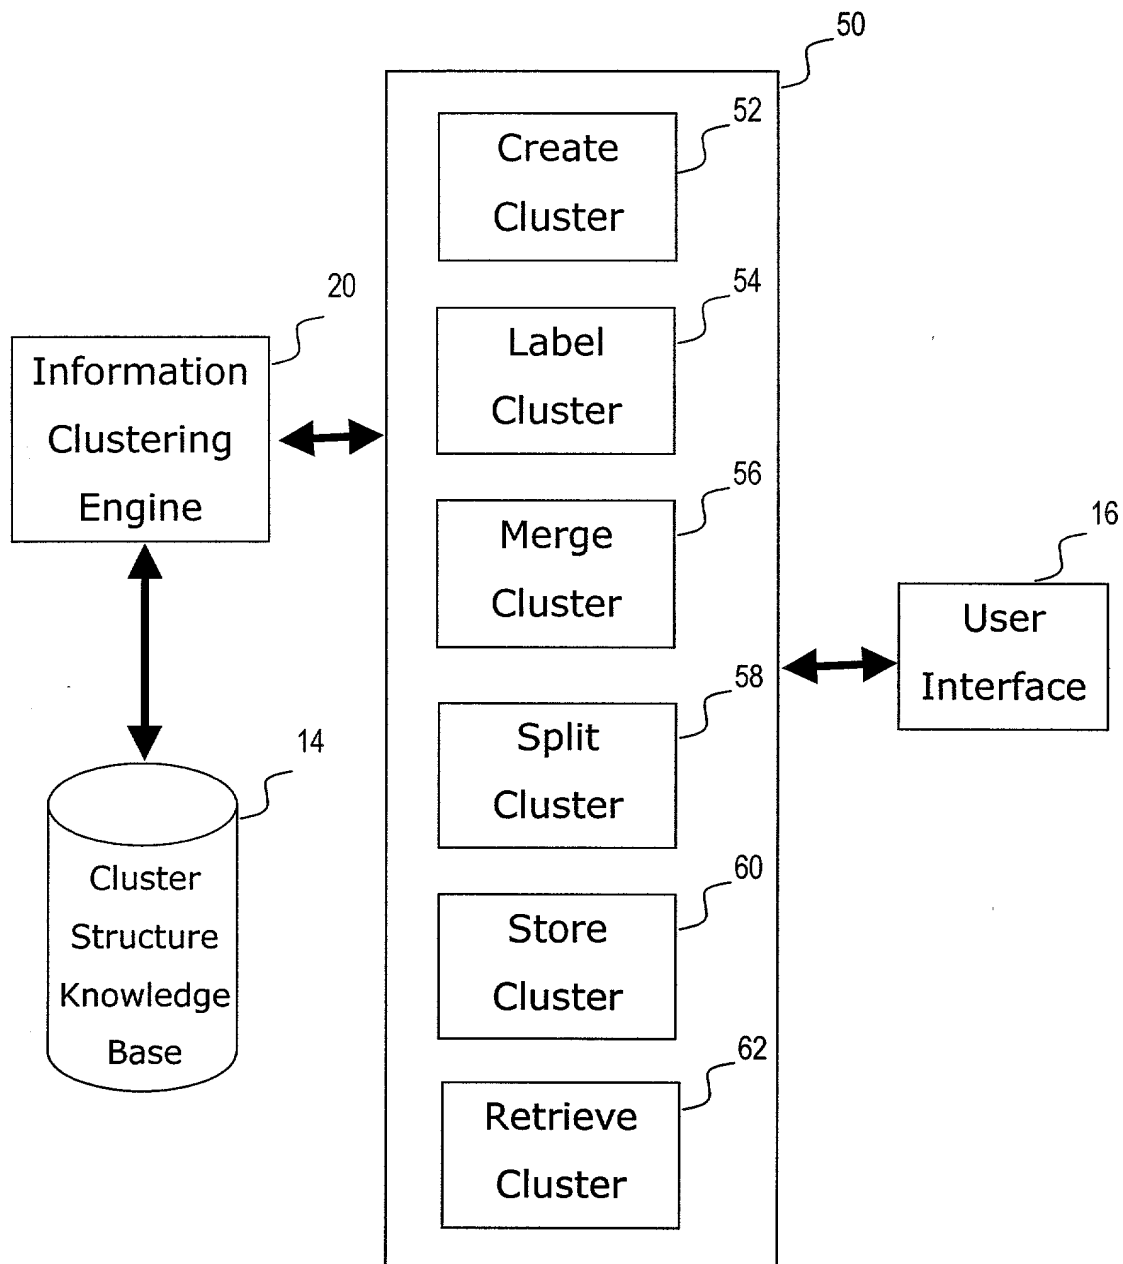 50
52
Create
Cluster
54
Label
Cluster
56
Merge
Cluster
58
Split
Cluster
60
Store
Cluster
62
Retrieve
Cluster
20
Information
Clustering
Engine
14
Cluster
Structure
Knowledge
Base
16
User
Interface